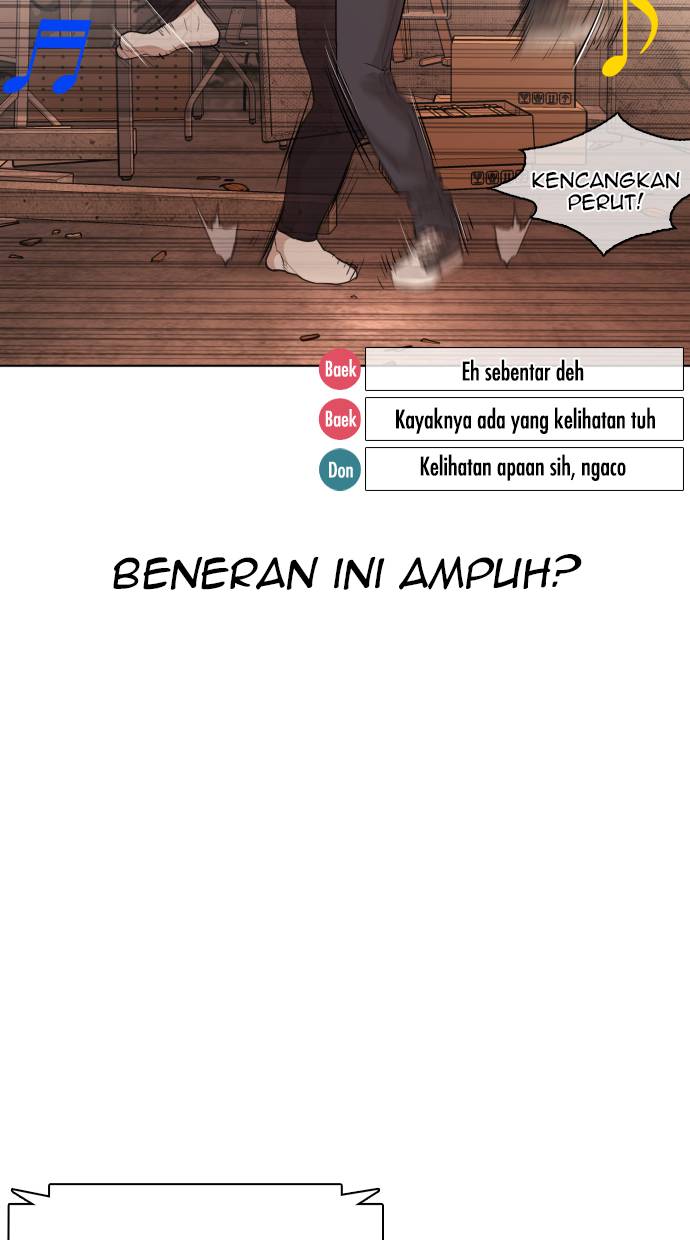 KENCANGKAN
PERUT!
Baek Eh sebentar deh
Baek Kayaknya ada yang kelihatan tuh
Don Kelihatan apaan sih, ngaco
BENERAN INI AMPUH?